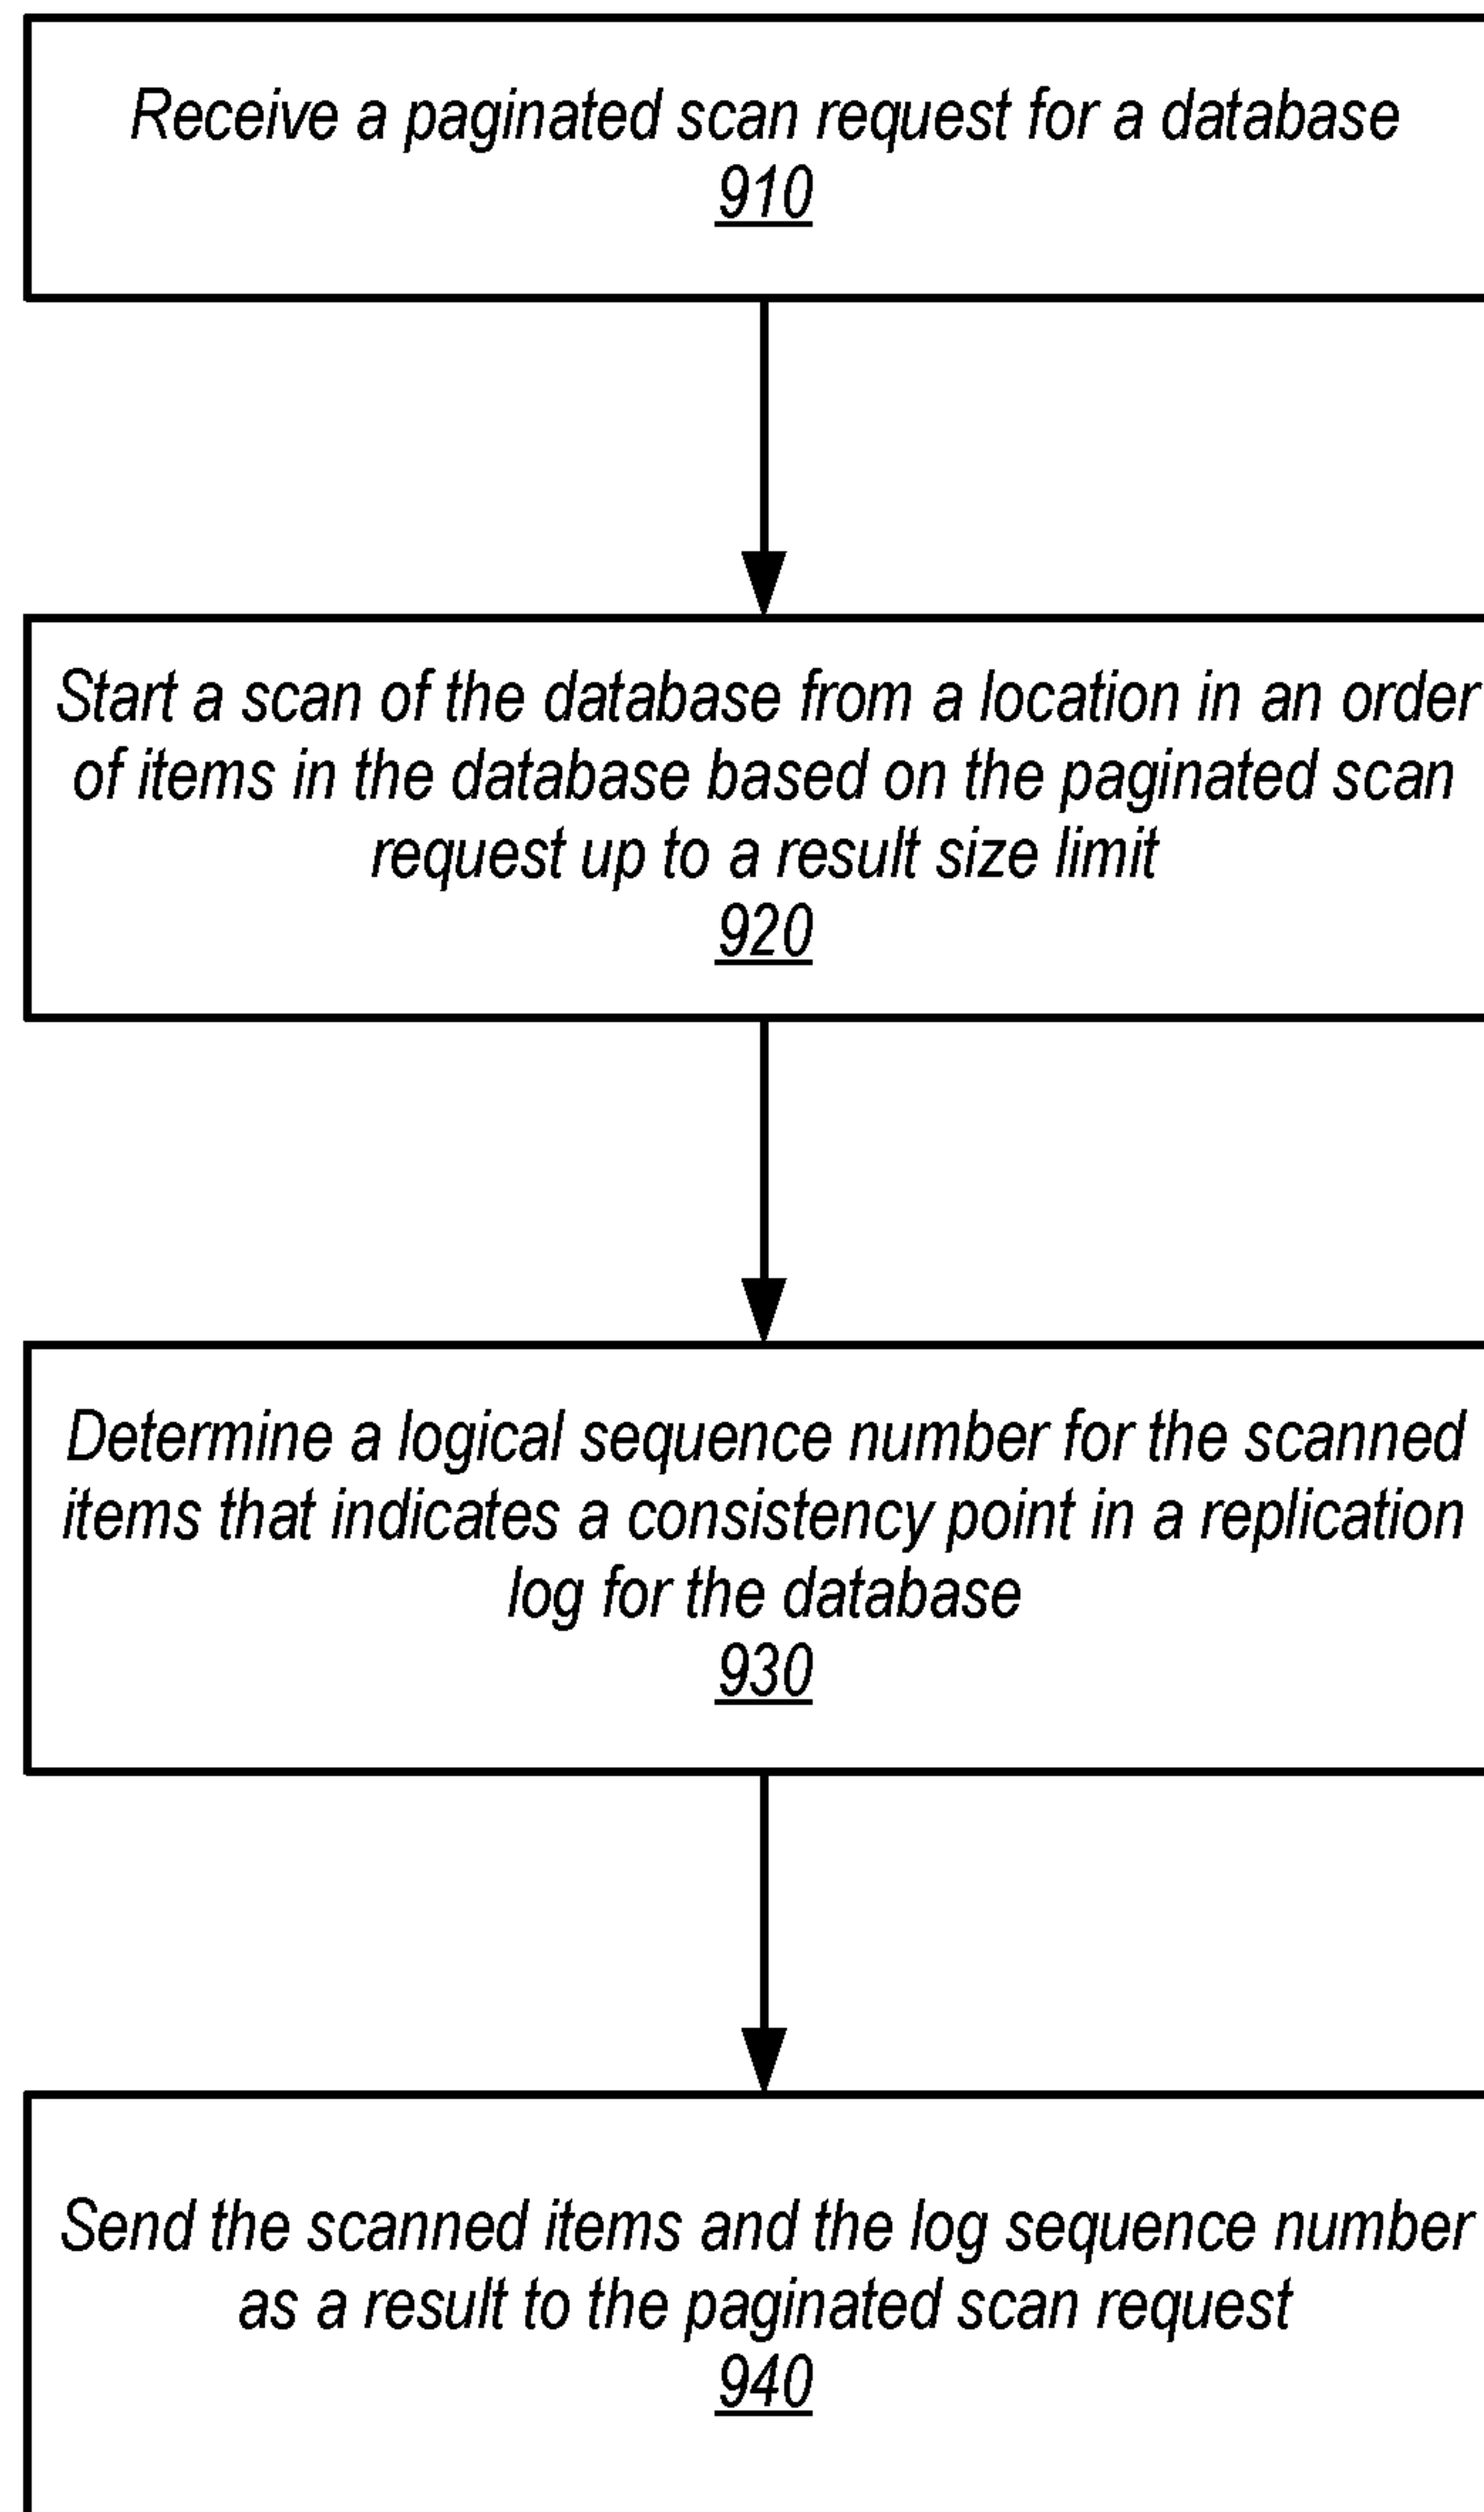 Receive a paginated scan request for a database
910
Start a scan of the database from a location in an order
of items in the database based on the paginated scan
request up to a result size limit
920
Determine a logical sequence number for the scanned
items that indicates a consistency point in a replication
log for the database
930
Send the scanned items and the log sequence number
as a result to the paginated scan request
940